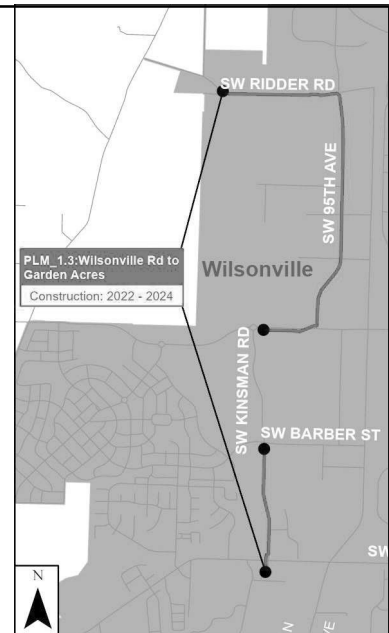 SW RIDDER RD
SW 95TH AVE
PLM_1.3:Wilsonville Rd to
Garden Acres
Construction: 2022 - 2024
Wilsonville
SW KINSMAN RD
SW BARBER ST
SW
N
N
VE